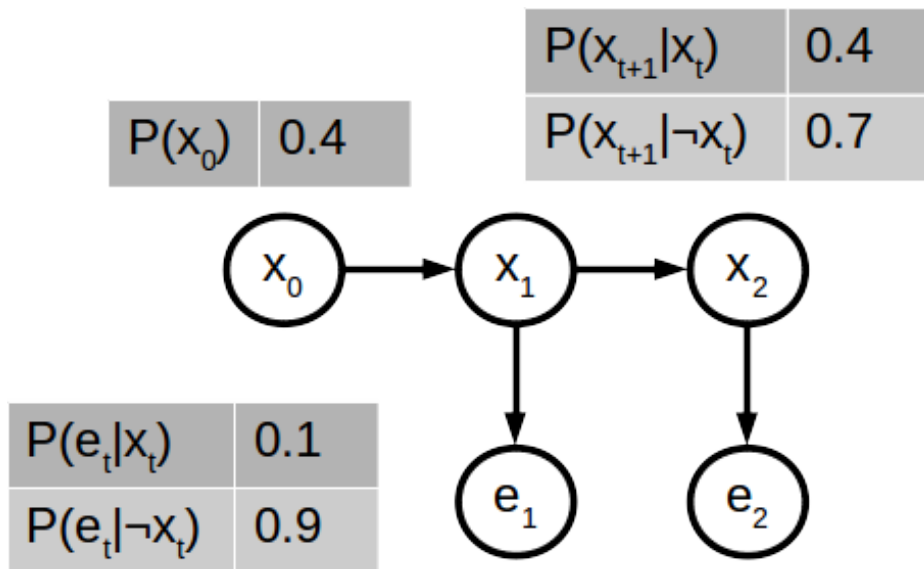 P(xₜ₊₁|xₜ) 0.4
P(x₀) 0.4
P(xₜ₊₁|¬xₜ) 0.7
x₀ x₁ x₂
P(eₜ|xₜ) 0.1
P(eₜ|¬xₜ) 0.9
e₁ e₂